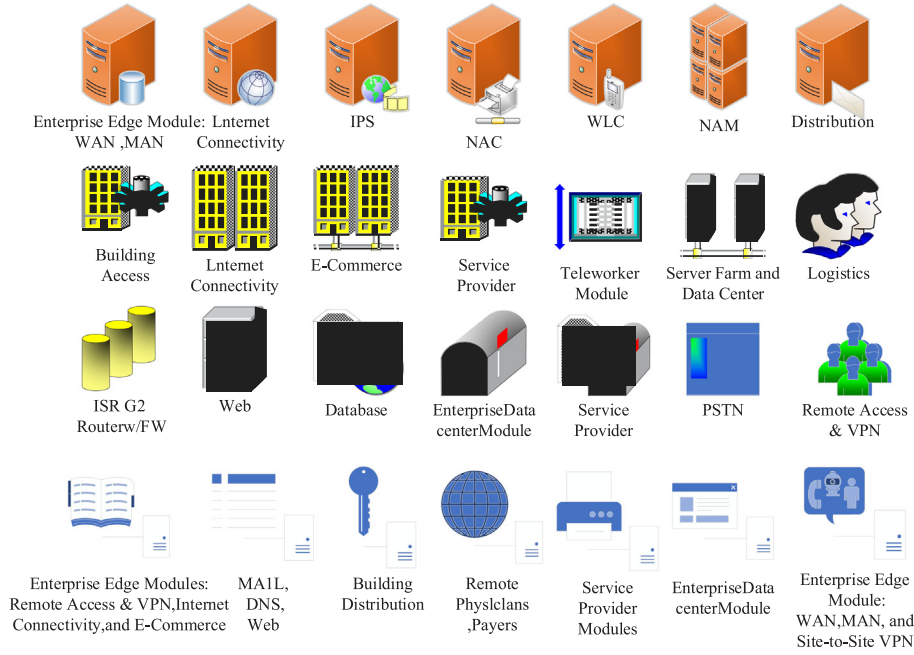 Enterprise Edge Module:
WAN ,MAN
Lnternet
Connectivity
IPS
NAC
WLC
NAM
Distribution
Building
Aecess
Lnternet
Connectivity
E-Commerce
Service
Provider
Teleworker
Module
Server Farm and
Data Center
Logistics
ISR G2
Routerw/FW
Web
Database
EnterpriseData
centerModule
Service
Provider
PSTN
Remote Access
& VPN
Enterprise Edge Modules:
Remote Access & VPN,Internet
Connectivity,and E-Commerce
MA1L,
DNS,
Web
Building
Distribution
Remote
Physlclans
,Payers
Service
Provider
Modules
EnterpriseData
centerModule
Enterprise Edge
Module:
WAN,MAN, and
Site-to-Site VPN